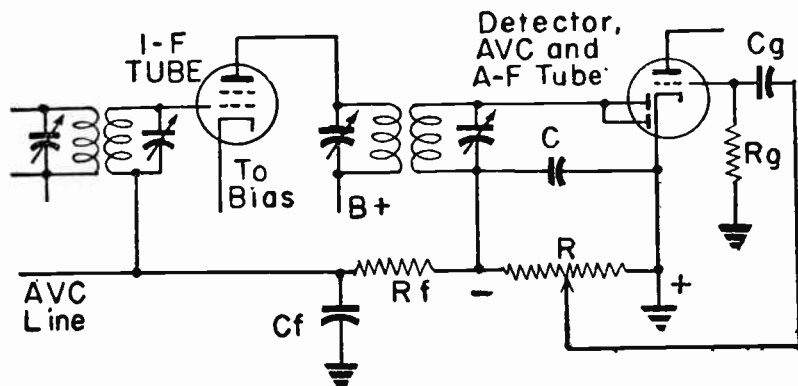 I-F
TUBE
Detector,
AVC and
A-F Tube
Cg
To
Bias
B+
C
Rg
AVC
Line
Rf
R
-
+
Cf